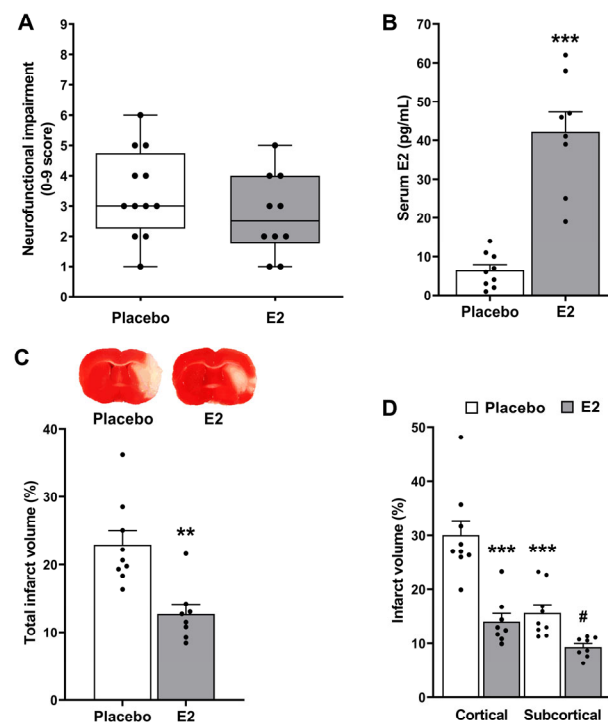 A
Neurofunctional impairment
(0-9 score)
9
8
7
6
5
4
3
2
1
0
Placebo
E2
B
Serum E2 (pg/mL)
70
60
50
40
30
20
10
0
***
Placebo
E2
C
Placebo
E2
Total infarct volume (%)
40
30
20
10
0
**
Placebo
E2
D
Placebo
E2
Infarct volume (%)
50
40
30
20
10
0
***
***
#
Cortical
Subcortical